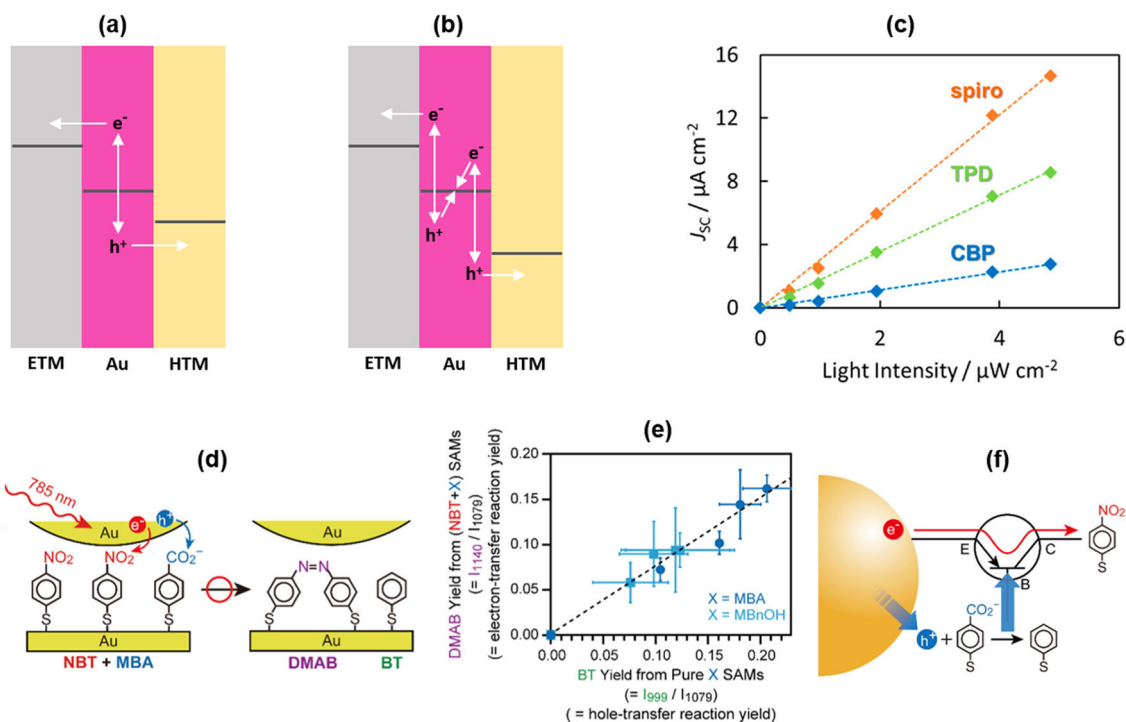 (a)
e-
h+
ETM Au HTM
(b)
e-
e-
h+
h+
ETM Au HTM
(c)
16
12
8
4
0
JSC / μA cm-2
spiro
TPD
CBP
0 2 4 6
Light Intensity / μW cm-2
(d)
785 nm
Au
e-
h+
NO2 NO2 CO2-
S S S
Au
NBT + MBA
Au
N=N
S S S
Au
DMAB BT
(e)
DMAB Yield from (NBT+X) SAMs
(= I1140 / I1079)
(= electron-transfer reaction yield)
0.20
0.15
0.10
0.05
0.00
X = MBA
X = MBnOH
0.00 0.05 0.10 0.15 0.20
BT Yield from Pure X SAMs
(= I999 / I1079)
( = hole-transfer reaction yield)
(f)
e-
E
C
B
NO2
S
CO2-
h+ +
S
S